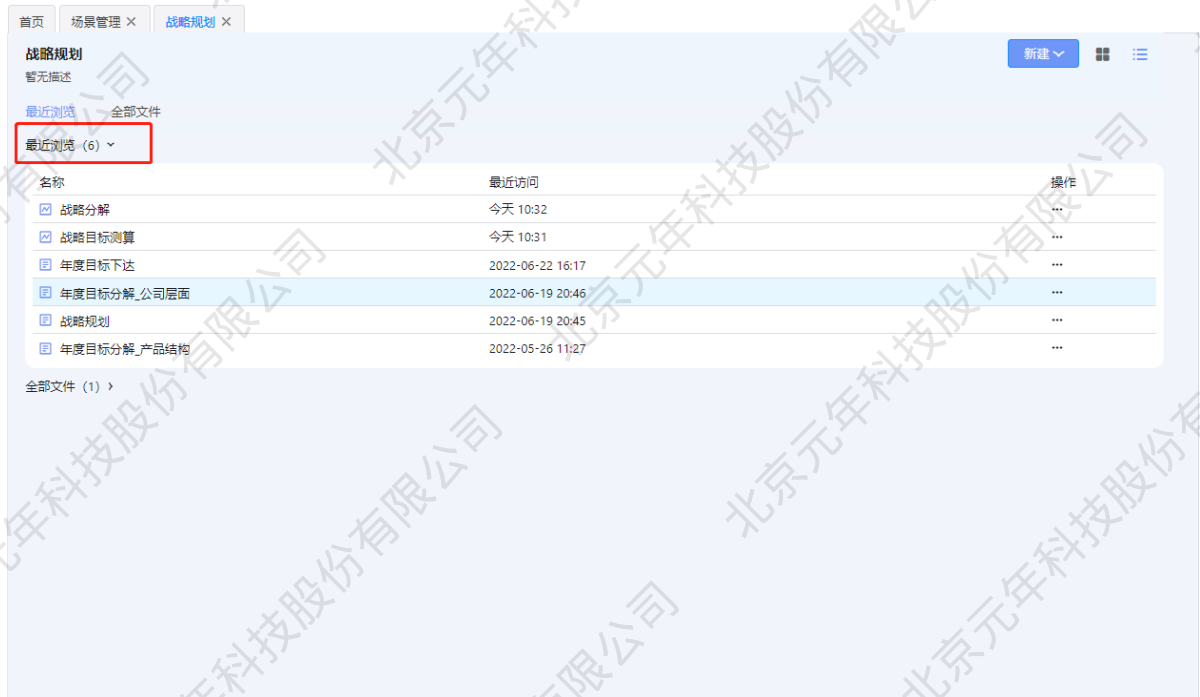 首页 场景管理 × 战略规划 ×
战略规划
暂无描述
新建
最近浏览 全部文件
最近浏览 (6)
名称 最近访问 操作
战略分解 今天 10:32 ···
战略目标测算 今天 10:31 ···
年度目标下达 2022-06-22 16:17 ···
年度目标分解_公司层面 2022-06-19 20:46 ···
战略规划 2022-06-19 20:45 ···
年度目标分解_产品结构 2022-05-26 11:27 ···
全部文件 (1)
北京元年科技股份有限公司